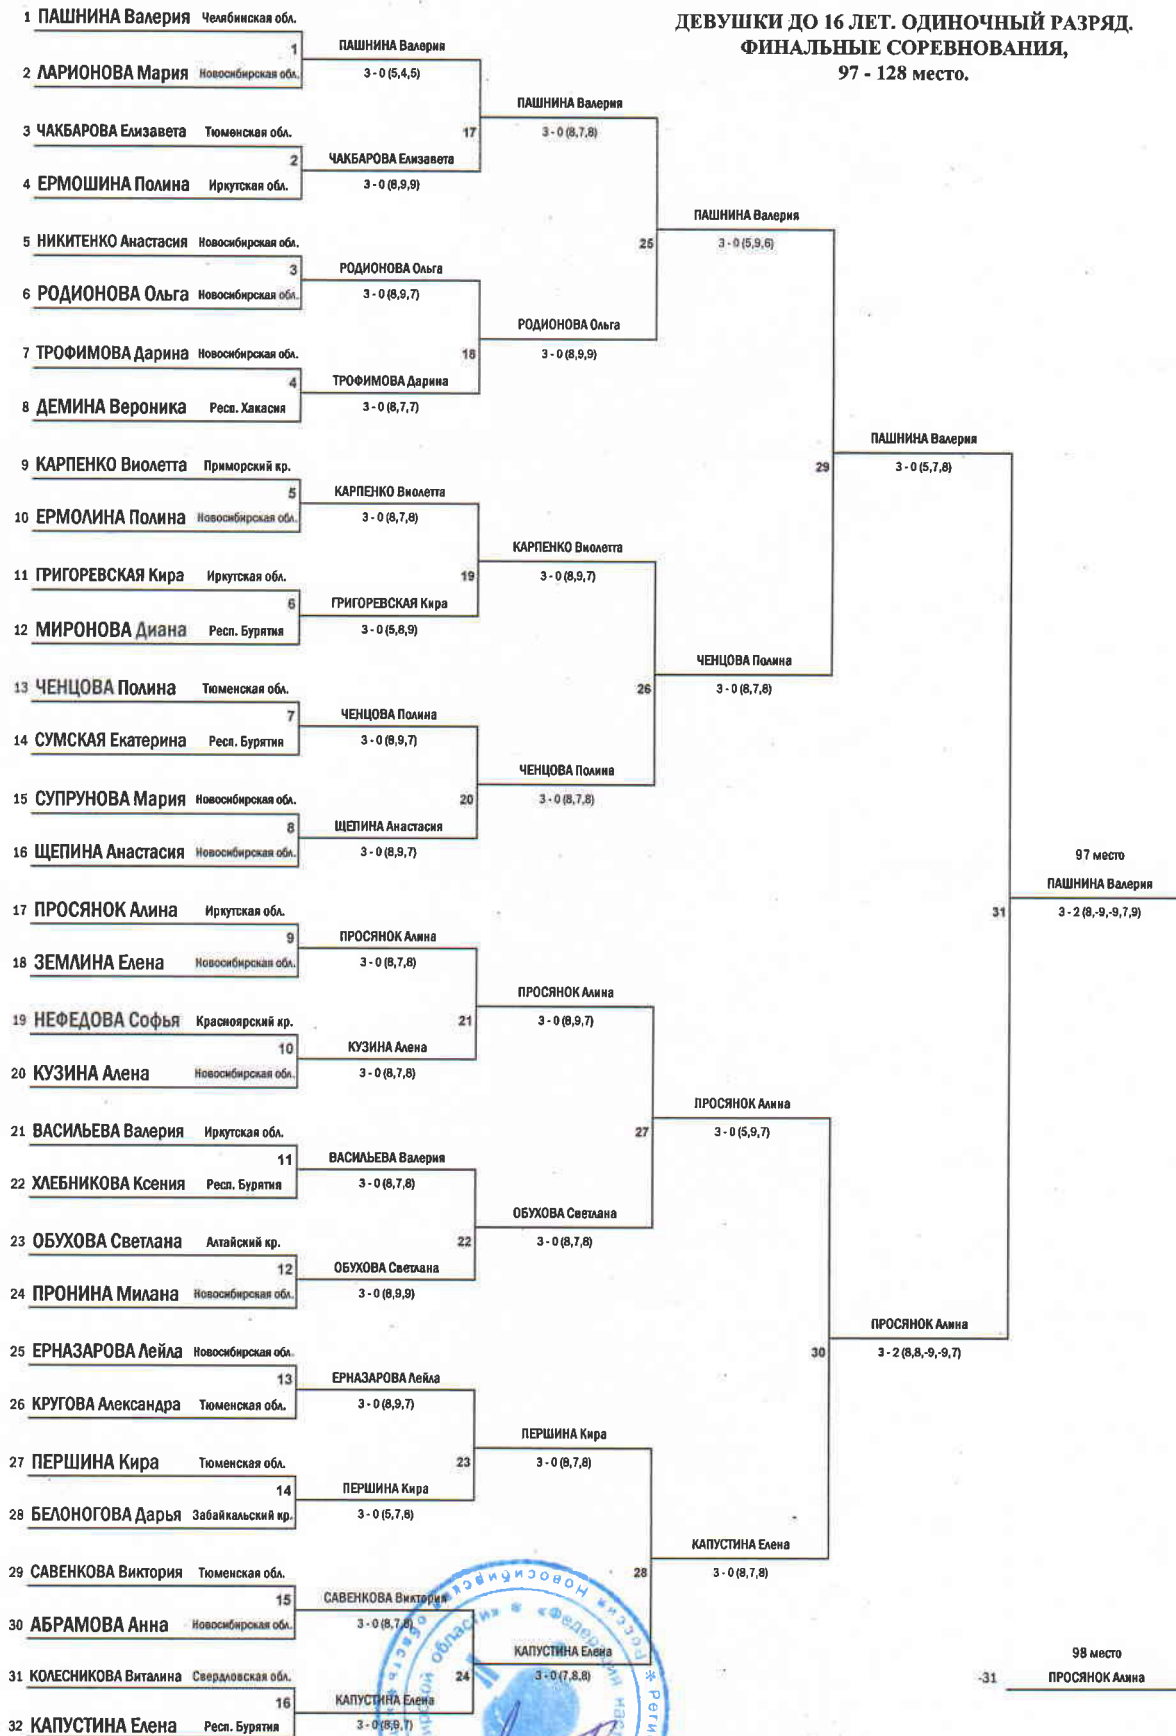 ДЕВУШКИ ДО 16 ЛЕТ. ОДИНОЧНЫЙ РАЗРЯД.
ФИНАЛЬНЫЕ СОРЕВНОВАНИЯ,
97 - 128 место.
1 ПАШНИНА Валерия Челябинская обл.
1 ПАШНИНА Валерия
2 ЛАРИОНОВА Мария Новосибирская обл.
3 - 0 (5,4,5)
ПАШНИНА Валерия
17 3 - 0 (8,7,8)
3 ЧАКБАРОВА Елизавета Тюменская обл.
2 ЧАКБАРОВА Елизавета
4 ЕРМОШИНА Полина Иркутская обл.
3 - 0 (8,9,9)
ПАШНИНА Валерия
25 3 - 0 (5,9,6)
5 НИКИТЕНКО Анастасия Новосибирская обл.
3 РОДИОНОВА Ольга
6 РОДИОНОВА Ольга Новосибирская обл.
3 - 0 (8,9,7)
РОДИОНОВА Ольга
18 3 - 0 (8,9,9)
7 ТРОФИМОВА Дарина Новосибирская обл.
4 ТРОФИМОВА Дарина
8 ДЕМИНА Вероника Респ. Хакасия
3 - 0 (8,7,7)
ПАШНИНА Валерия
29 3 - 0 (5,7,8)
9 КАРПЕНКО Виолетта Приморский кр.
5 КАРПЕНКО Виолетта
10 ЕРМОЛИНА Полина Новосибирская обл.
3 - 0 (8,7,8)
КАРПЕНКО Виолетта
19 3 - 0 (8,9,7)
11 ГРИГОРЕВСКАЯ Кира Иркутская обл.
6 ГРИГОРЕВСКАЯ Кира
12 МИРОНОВА Диана Респ. Бурятия
3 - 0 (5,8,9)
ЧЕНЦОВА Полина
26 3 - 0 (8,7,8)
13 ЧЕНЦОВА Полина Тюменская обл.
7 ЧЕНЦОВА Полина
14 СУМСКАЯ Екатерина Респ. Бурятия
3 - 0 (8,9,7)
ЧЕНЦОВА Полина
20 3 - 0 (8,7,8)
15 СУПРУНОВА Мария Новосибирская обл.
8 ЩЕПИНА Анастасия
16 ЩЕПИНА Анастасия Новосибирская обл.
3 - 0 (8,9,7)
97 место
ПАШНИНА Валерия
31 3 - 2 (8,-9,-9,7,9)
17 ПРОСЯНОК Алина Иркутская обл.
9 ПРОСЯНОК Алина
18 ЗЕМЛИНА Елена Новосибирская обл.
3 - 0 (8,7,8)
ПРОСЯНОК Алина
21 3 - 0 (8,9,7)
19 НЕФЕДОВА Софья Красноярский кр.
10 КУЗИНА Алена
20 КУЗИНА Алена Новосибирская обл.
3 - 0 (8,7,8)
ПРОСЯНОК Алина
27 3 - 0 (5,9,7)
21 ВАСИЛЬЕВА Валерия Иркутская обл.
11 ВАСИЛЬЕВА Валерия
22 ХЛЕБНИКОВА Ксения Респ. Бурятия
3 - 0 (8,7,8)
ОБУХОВА Светлана
22 3 - 0 (8,7,8)
23 ОБУХОВА Светлана Алтайский кр.
12 ОБУХОВА Светлана
24 ПРОНИНА Милана Новосибирская обл.
3 - 0 (8,9,9)
ПРОСЯНОК Алина
30 3 - 2 (8,8,-9,-9,7)
25 ЕРНАЗАРОВА Лейла Новосибирская обл.
13 ЕРНАЗАРОВА Лейла
26 КРУГОВА Александра Тюменская обл.
3 - 0 (8,9,7)
ПЕРШИНА Кира
23 3 - 0 (8,7,8)
27 ПЕРШИНА Кира Тюменская обл.
14 ПЕРШИНА Кира
28 БЕЛОНОГОВА Дарья Забайкальский кр.
3 - 0 (5,7,8)
КАПУСТИНА Елена
28 3 - 0 (8,7,8)
29 САВЕНКОВА Виктория Тюменская обл.
15 САВЕНКОВА Виктория
30 АБРАМОВА Анна Новосибирская обл.
3 - 0 (8,7,8)
КАПУСТИНА Елена
24 3 - 0 (7,8,8)
31 КОЛЕСНИКОВА Виталина Свердловская обл.
16 КАПУСТИНА Елена
32 КАПУСТИНА Елена Респ. Бурятия
3 - 0 (8,9,7)
98 место
-31 ПРОСЯНОК Алина